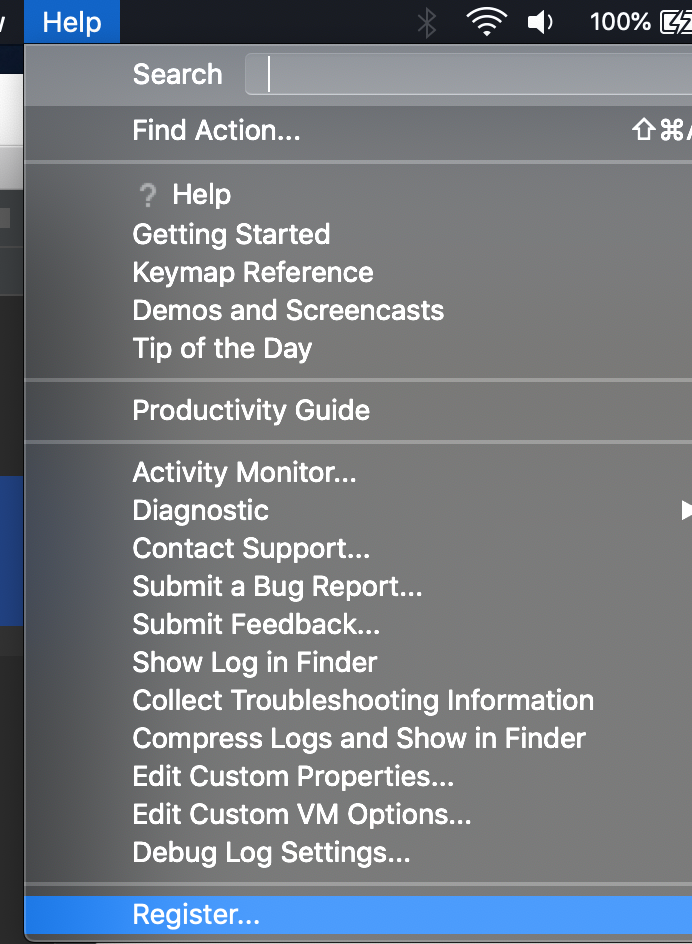 Help
100%
Search
Find Action...
⇧⌘A
? Help
Getting Started
Keymap Reference
Demos and Screencasts
Tip of the Day
Productivity Guide
Activity Monitor...
Diagnostic
Contact Support...
Submit a Bug Report...
Submit Feedback...
Show Log in Finder
Collect Troubleshooting Information
Compress Logs and Show in Finder
Edit Custom Properties...
Edit Custom VM Options...
Debug Log Settings...
Register...